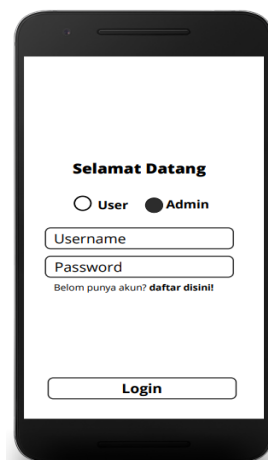 Selamat Datang
User Admin
Username
Password
Belom punya akun? daftar disini!
Login